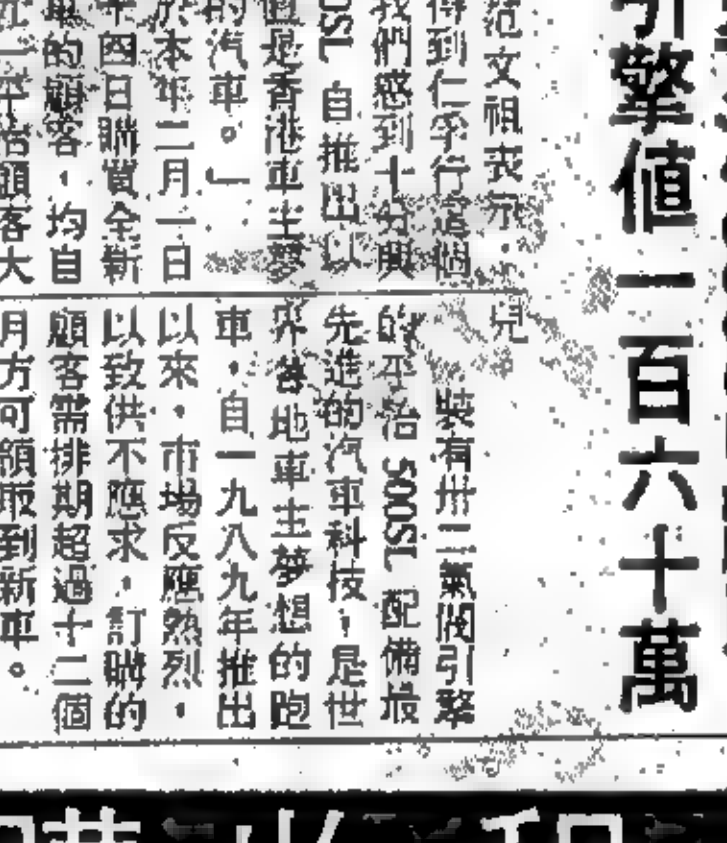 引擎值一百六十萬
范文祖表示，
得到仁孚行這個
我們感到十分興
SL 自推出以
但是香港車主夢
的汽車。」
於本年二月一日
十四日購買全新
的顧客，均自
治顧客大
兒
裝有卅二氣閥引擎
的平治 500SL 配備最
先進的汽車科技，是世
界各地車主夢想的跑
車，自一九八九年推出
以來，市場反應熱烈，
以致供不應求，訂購的
顧客需排期超過十二個
月方可領取到新車。